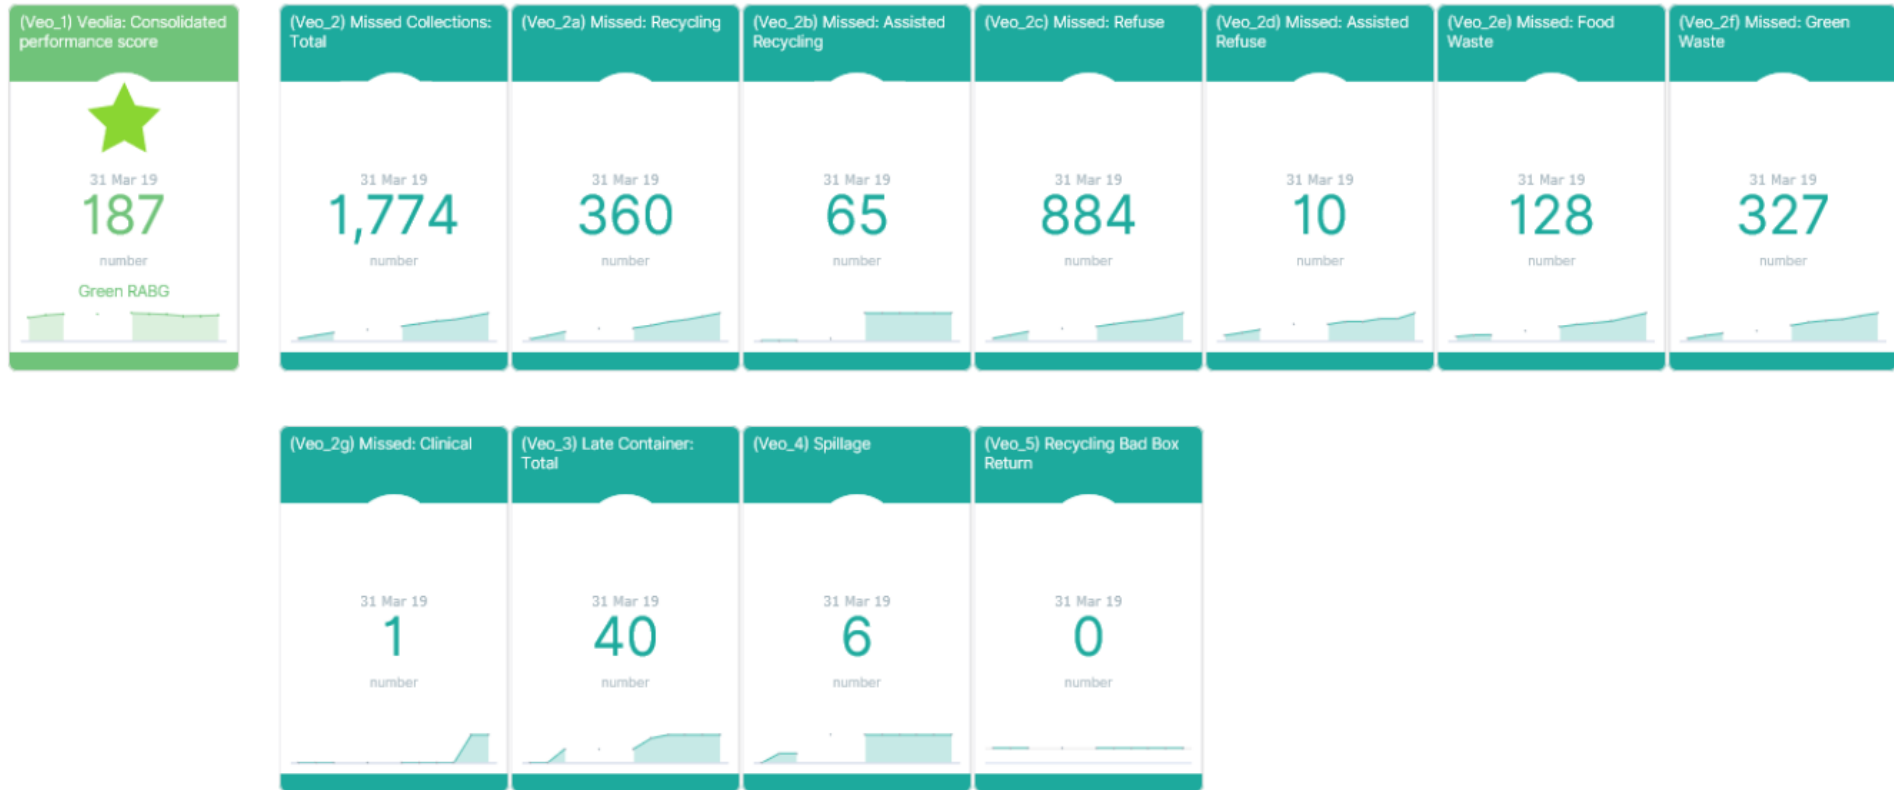 (Veo_1) Veolia: Consolidated
performance score
31 Mar 19
187
number
Green RABG
(Veo_2) Missed Collections:
Total
31 Mar 19
1,774
number
(Veo_2a) Missed: Recycling
31 Mar 19
360
number
(Veo_2b) Missed: Assisted
Recycling
31 Mar 19
65
number
(Veo_2c) Missed: Refuse
31 Mar 19
884
number
(Veo_2d) Missed: Assisted
Refuse
31 Mar 19
10
number
(Veo_2e) Missed: Food
Waste
31 Mar 19
128
number
(Veo_2f) Missed: Green
Waste
31 Mar 19
327
number
(Veo_2g) Missed: Clinical
31 Mar 19
1
number
(Veo_3) Late Container:
Total
31 Mar 19
40
number
(Veo_4) Spillage
31 Mar 19
6
number
(Veo_5) Recycling Bad Box
Return
31 Mar 19
0
number